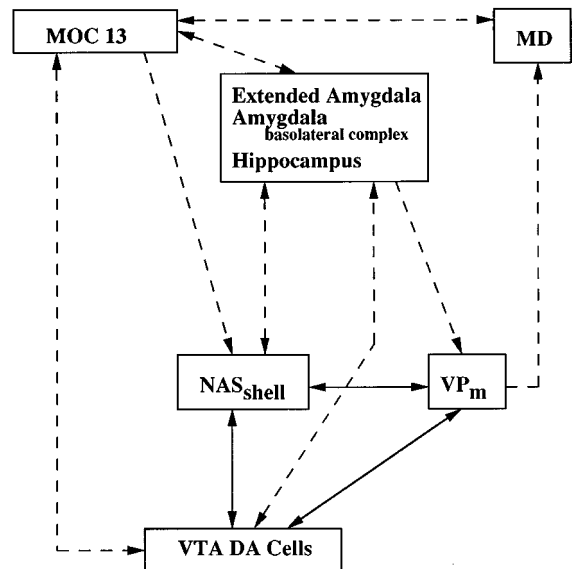 MOC 13
MD
Extended Amygdala
Amygdala
basolateral complex
Hippocampus
NASshell
VPm
VTA DA Cells